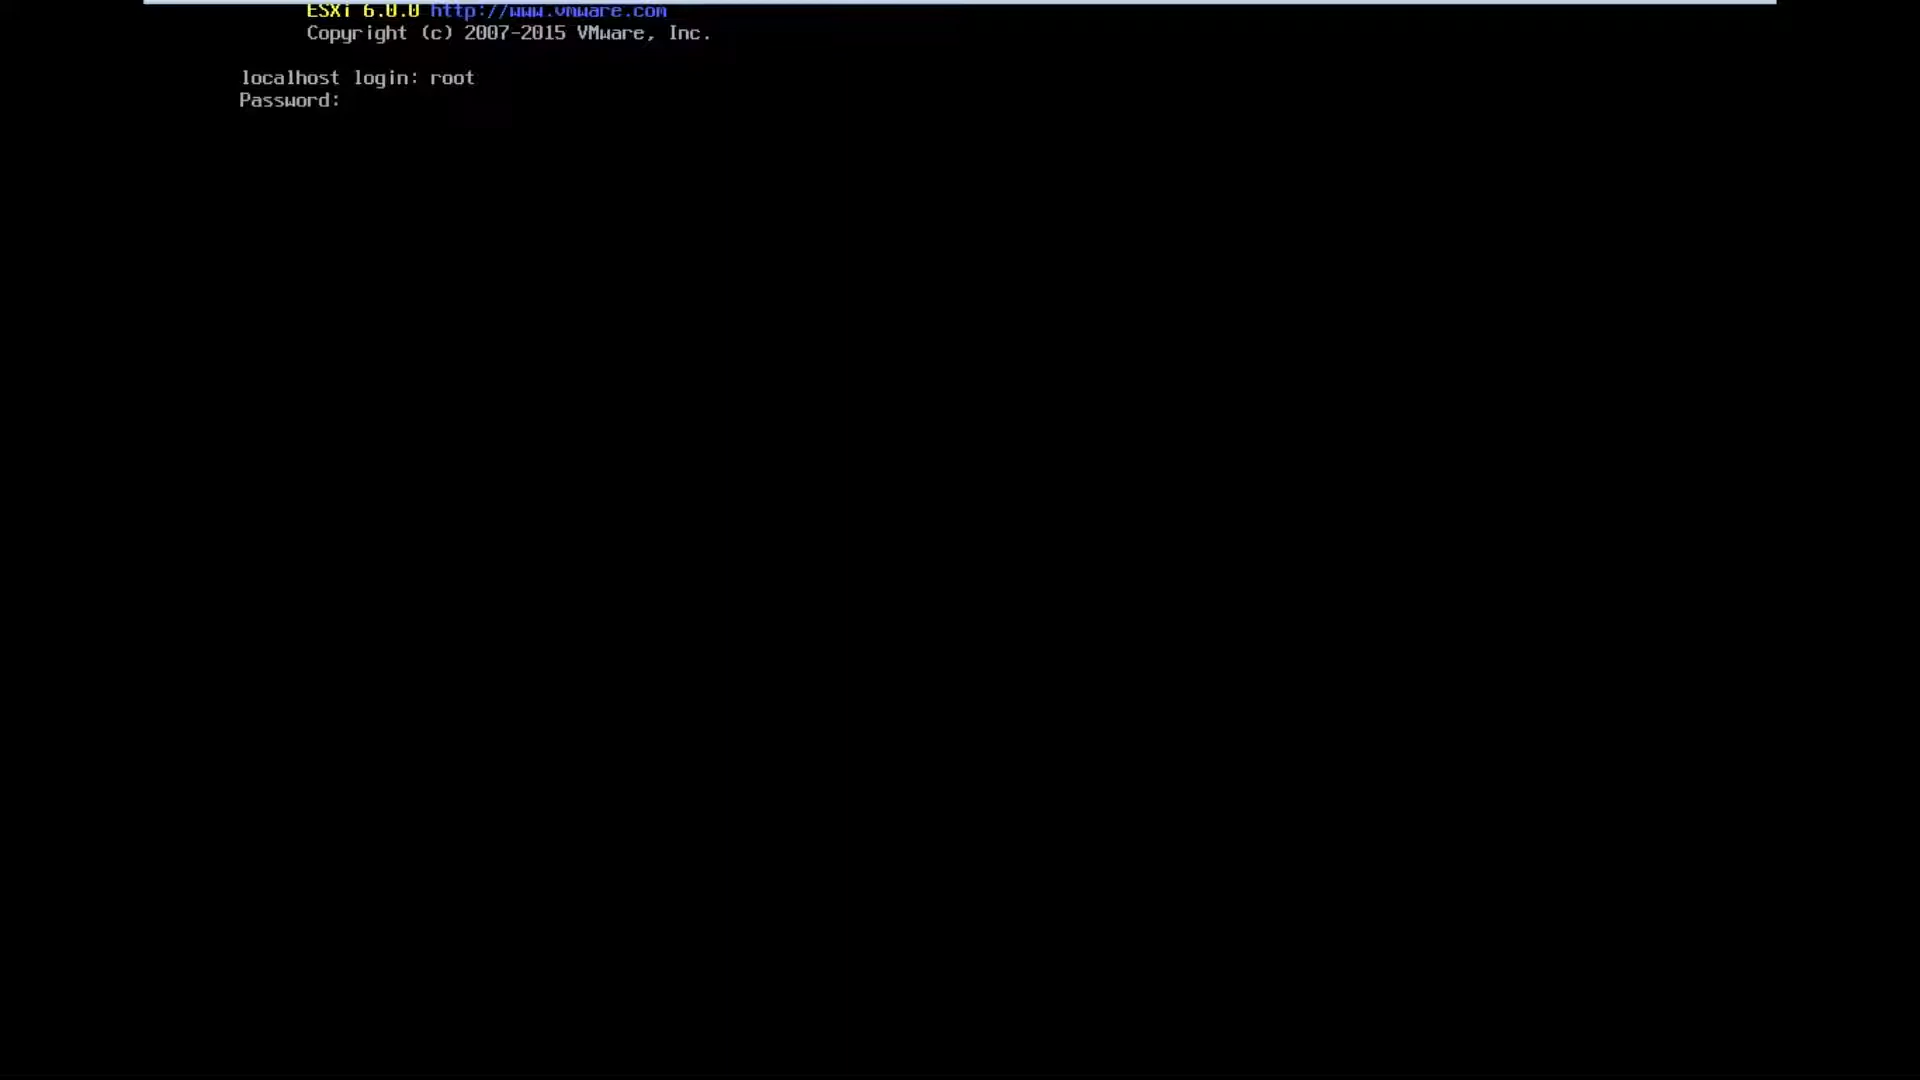 ESXi 6.0.0 http://www.vmware.com
Copyright (c) 2007-2015 VMware, Inc.
localhost login: root
Password: